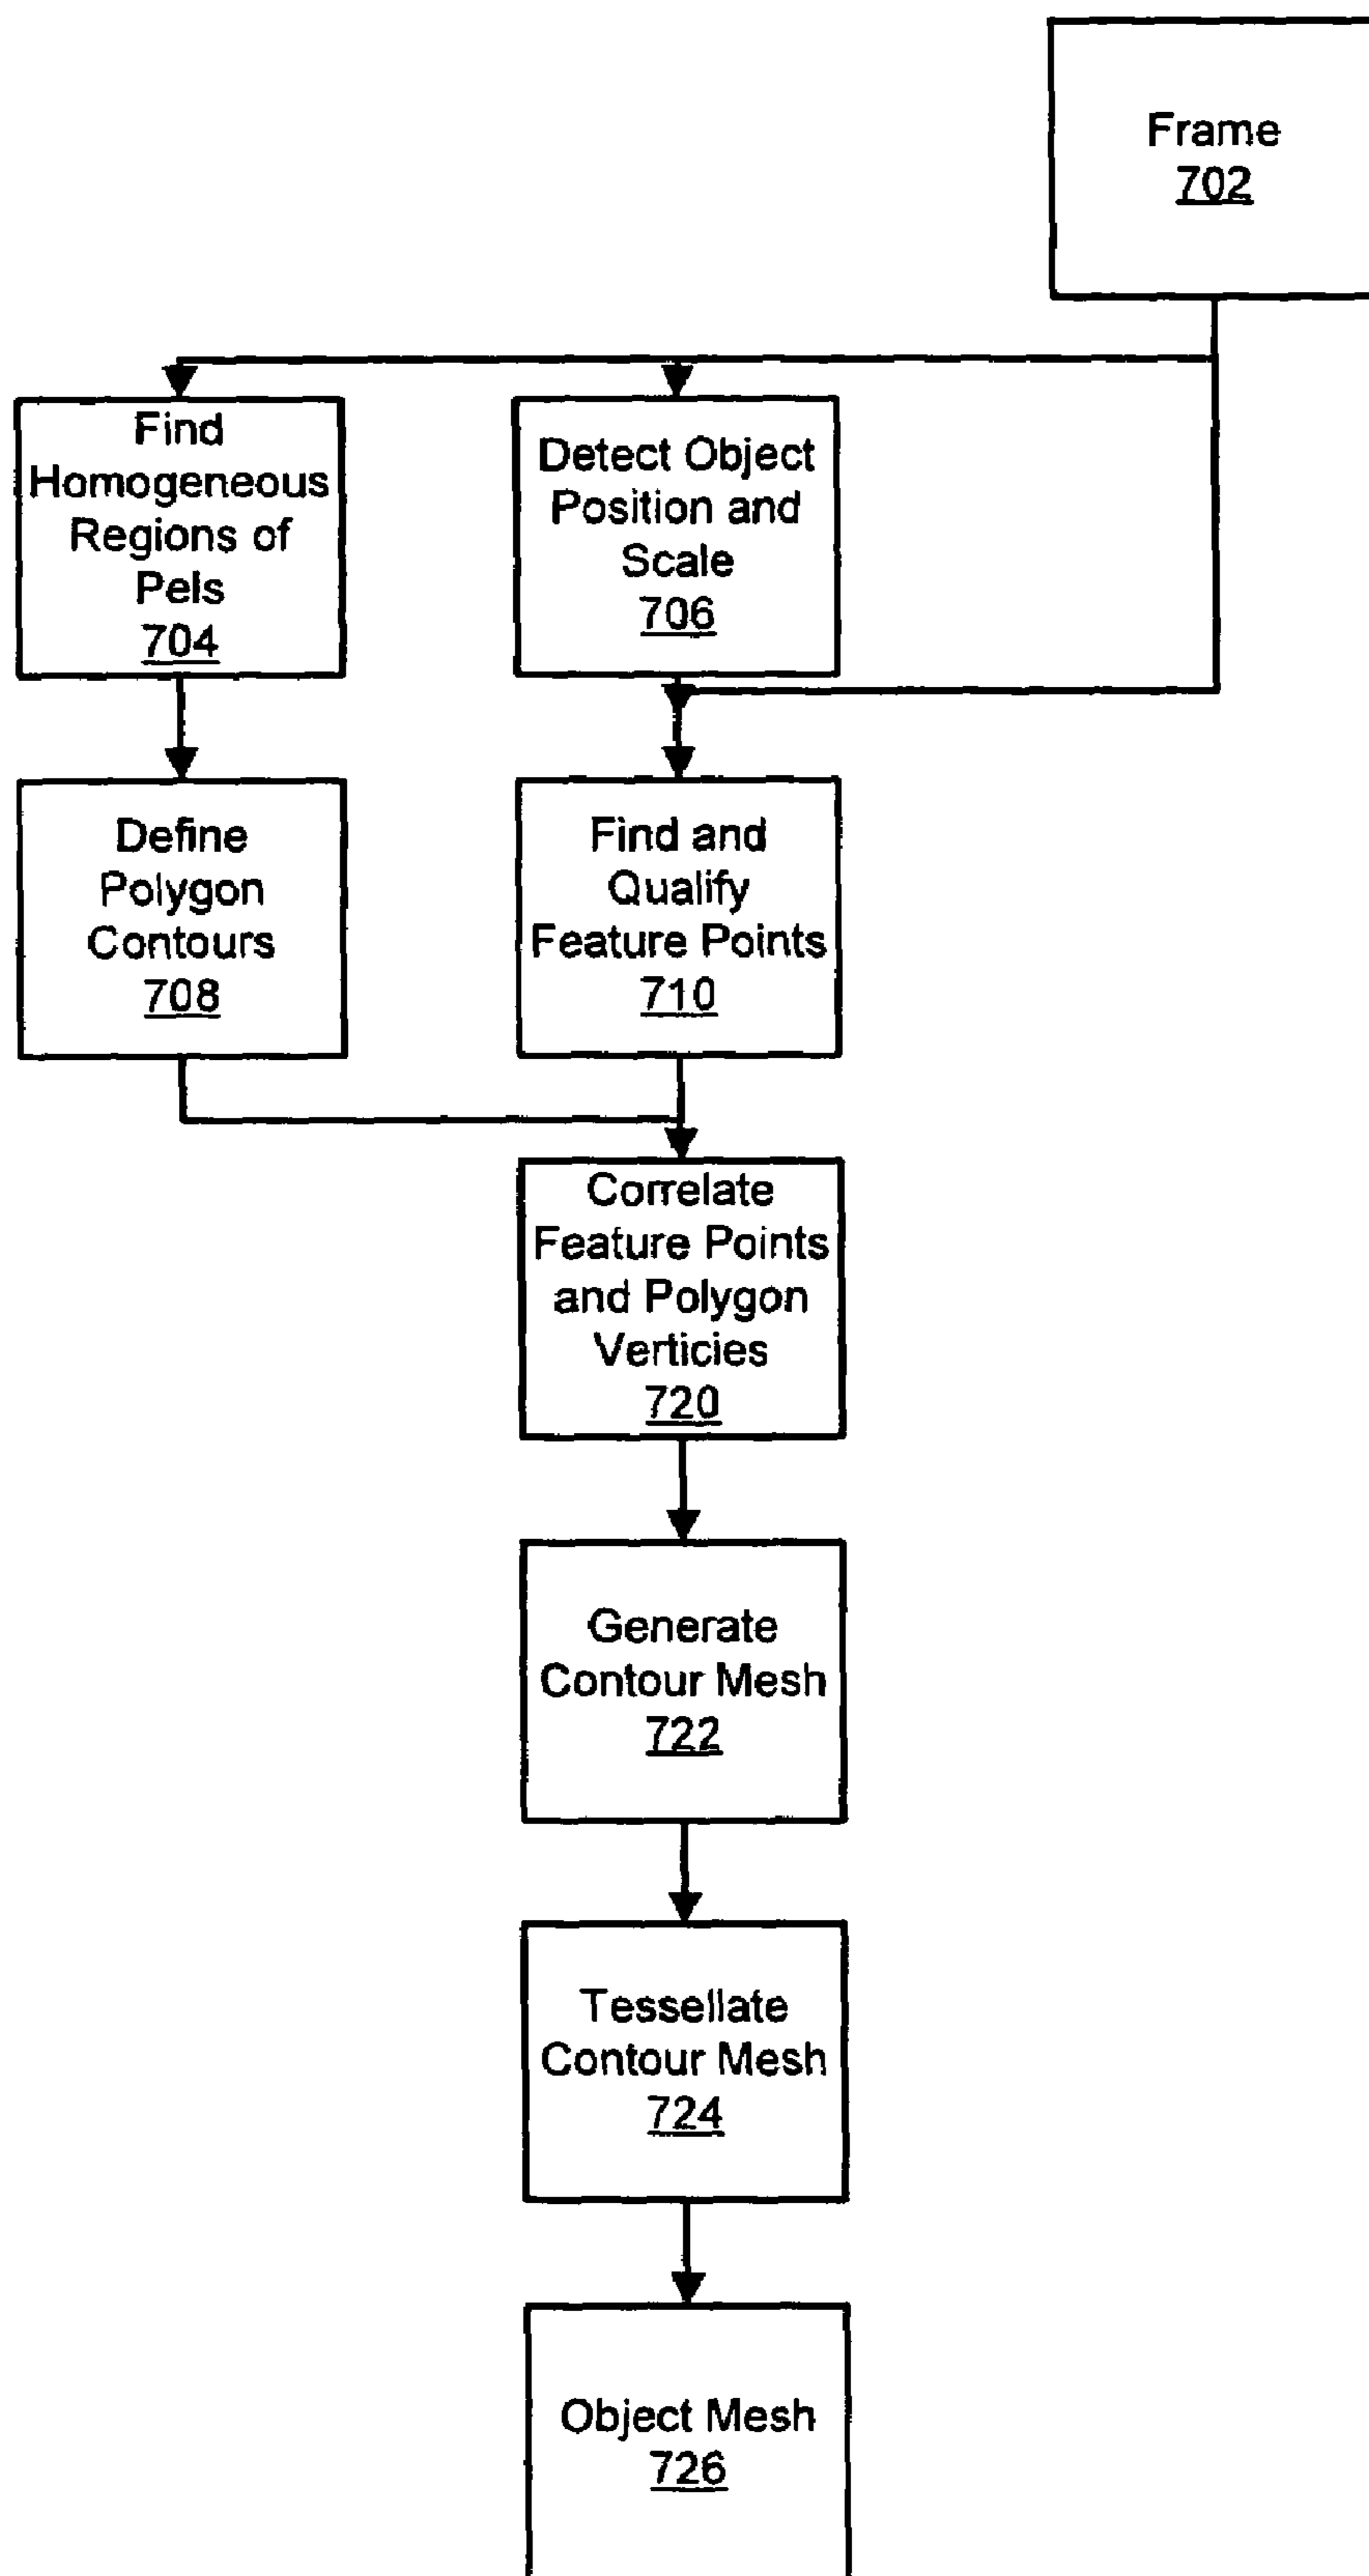 Frame
702
Find
Homogeneous
Regions of
Pels
704
Detect Object
Position and
Scale
706
Define
Polygon
Contours
708
Find and
Qualify
Feature Points
710
Correlate
Feature Points
and Polygon
Verticies
720
Generate
Contour Mesh
722
Tessellate
Contour Mesh
724
Object Mesh
726